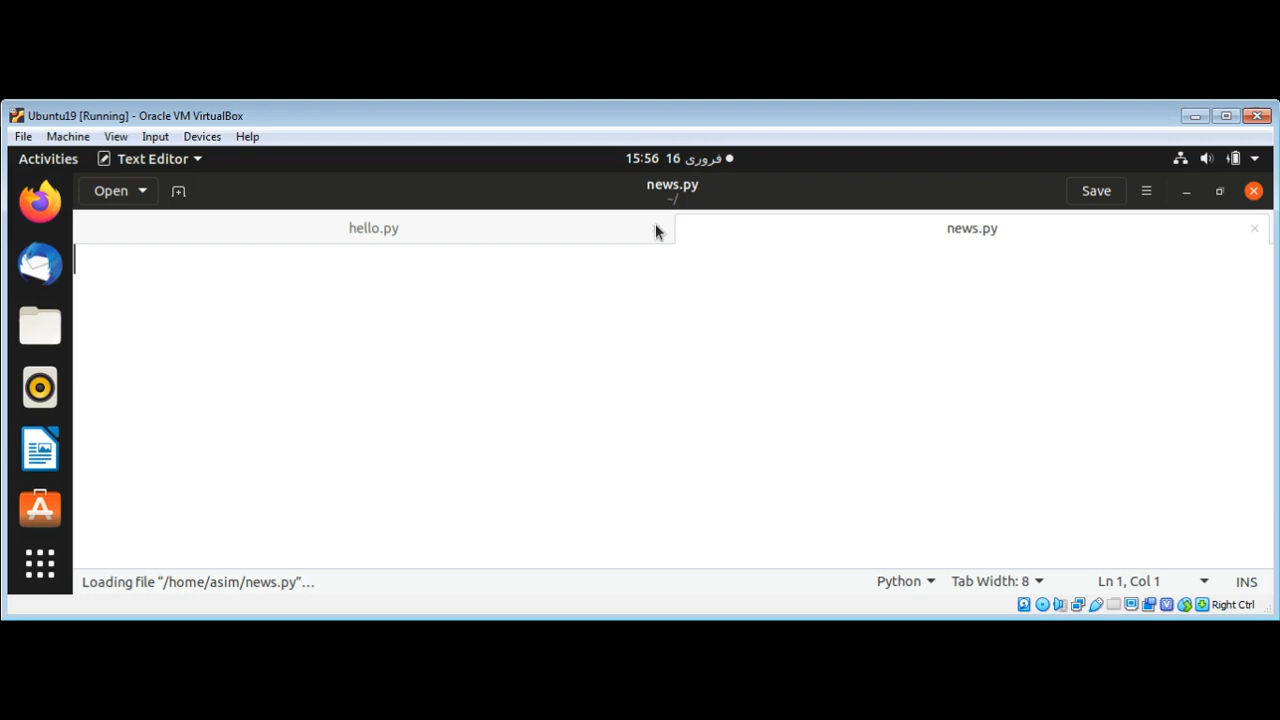 Ubuntu19 [Running] - Oracle VM VirtualBox
File Machine View Input Devices Help
Activities Text Editor 15:56 16 فروری
Open news.py Save
~/
hello.py news.py
Loading file “/home/asim/news.py”… Python Tab Width: 8 Ln 1, Col 1 INS
Right Ctrl